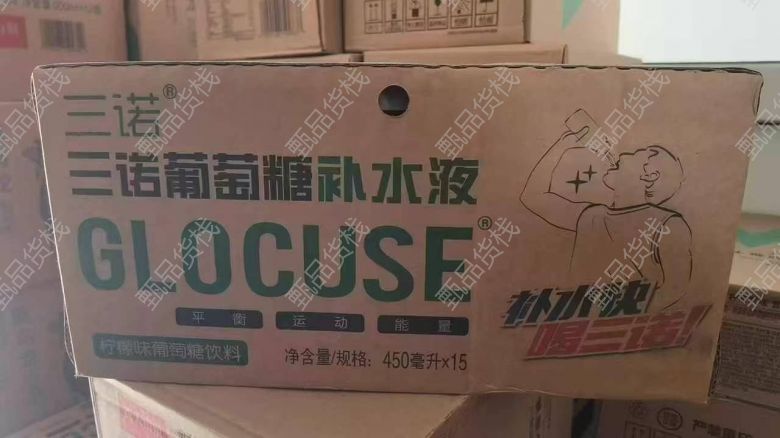 三诺®
三诺葡萄糖补水液
GLOCUSE®
平衡 运动 能量
柠檬味葡萄糖饮料
净含量/规格：450毫升×15
补水快
喝三诺!!
甄品货栈